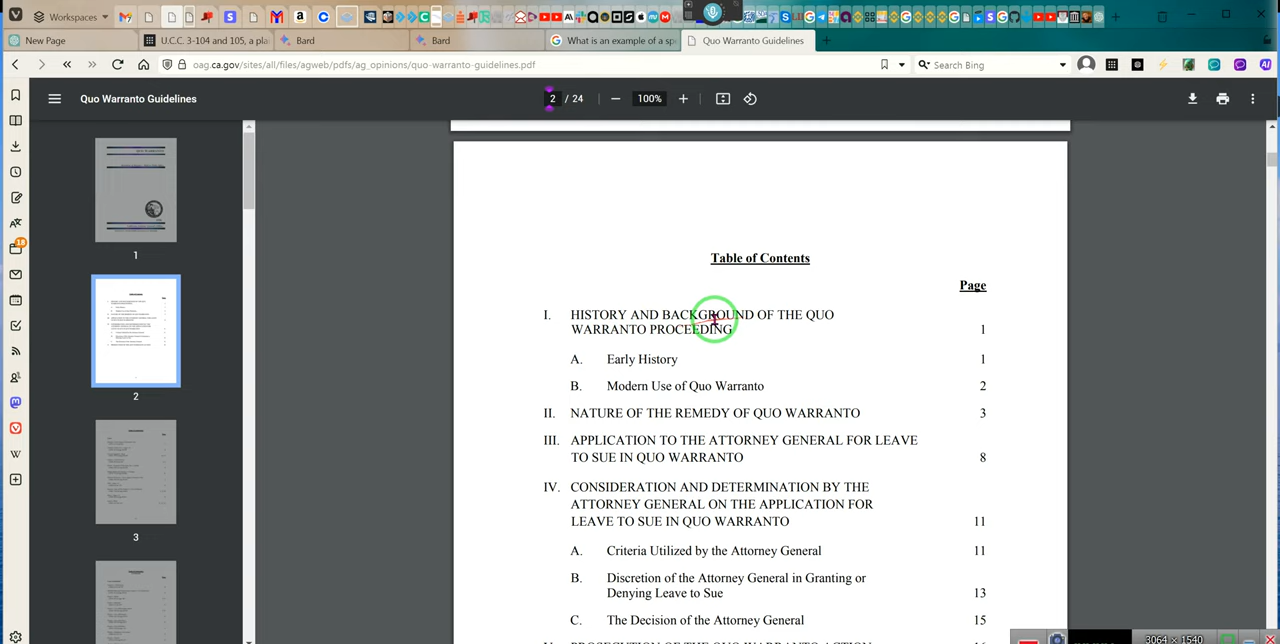 Workspaces
New Page
U.C.C. 3-104 and 105, a pla
Bard
Bard
What is an example of a sp
Quo Warranto Guidelines
oag.ca.gov/sites/all/files/agweb/pdfs/ag_opinions/quo-warranto-guidelines.pdf
Search Bing
Quo Warranto Guidelines
2 / 24
100%
18
1
2
3
Table of Contents
Page
I. HISTORY AND BACKGROUND OF THE QUO
WARRANTO PROCEEDING 1
A. Early History 1
B. Modern Use of Quo Warranto 2
II. NATURE OF THE REMEDY OF QUO WARRANTO 3
III. APPLICATION TO THE ATTORNEY GENERAL FOR LEAVE
TO SUE IN QUO WARRANTO 8
IV. CONSIDERATION AND DETERMINATION BY THE
ATTORNEY GENERAL ON THE APPLICATION FOR
LEAVE TO SUE IN QUO WARRANTO 11
A. Criteria Utilized by the Attorney General 11
B. Discretion of the Attorney General in Granting or
Denying Leave to Sue 13
C. The Decision of the Attorney General 15
3064 × 1540